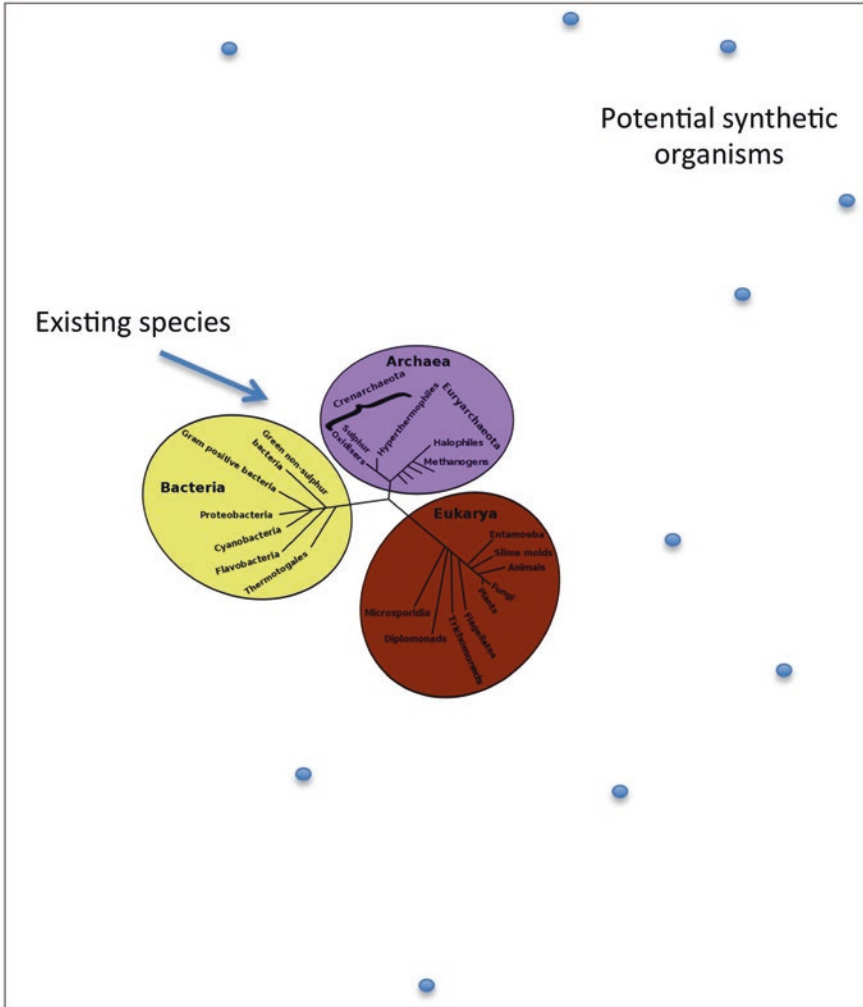 Potential synthetic
organisms
Existing species
Archaea
Crenarchaeota
Euryarchaeota
Sulphur
Oxidisers
Hyperthermophiles
Halophiles
Methanogens
Bacteria
Green non-sulphur
bacteria
Gram positive bacteria
Proteobacteria
Cyanobacteria
Flavobacteria
Thermotogales
Eukarya
Entamoeba
Slime molds
Animals
Fungi
Plants
Flagellates
Trichomonads
Microsporidia
Diplomonads